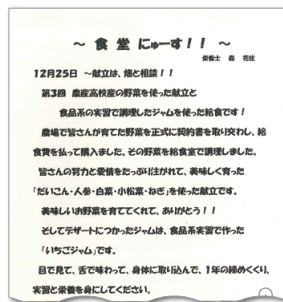 ～ 食 堂 にゅーす！！ ～
栄養士 森 花枝
12月25日 ～献立は、畑と相談！！
第3回 農産高校産の野菜を使った献立と
食品系の実習で調理したジャムを使った給食です！
農場で皆さんが育てた野菜を正式に契約書を取り交わし、給
食費を払って購入ました。その野菜を給食室で調理しました。
皆さんの努力と愛情をたっぷり注がれて、美味しく育った
「だいこん・人参・白菜・小松菜・ねぎ」を使った献立です。
美味しいお野菜を育ててくれて、ありがとう！！
そしてデザートにつかったジャムは、食品系実習で作った
「いちごジャム」です。
目で見て、舌で味わって、身体に取り込んで、1年の締めくくり、
実習と栄養を身にしてください。